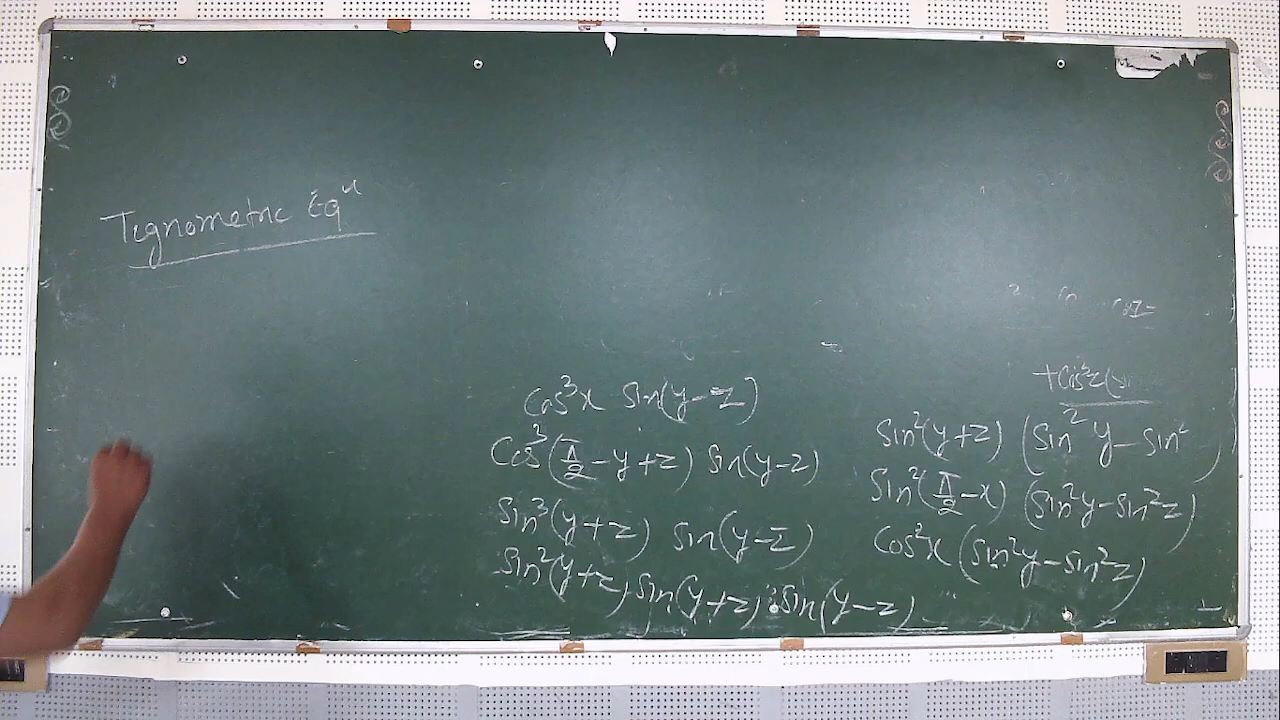 Tignometric Eqⁿ
Cos³x Sin(y-z)
Cos³(π/2-y+z) Sin(y-z)
Sin³(y+z) Sin(y-z)
Sin²(y+z) Sin(y+z) Sin(y-z)
+Cos²z(
Sin²(y+z) (Sin²y-Sin²
Sin²(π/2-x) (Sin²y-Sin²z)
Cos²x (Sin²y-Sin²z)